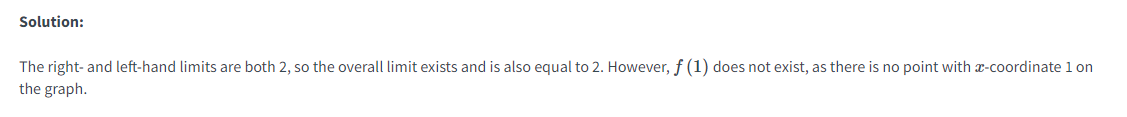 Solution:
The right- and left-hand limits are both 2, so the overall limit exists and is also equal to 2. However, f (1) does not exist, as there is no point with x-coordinate 1 on
the graph.